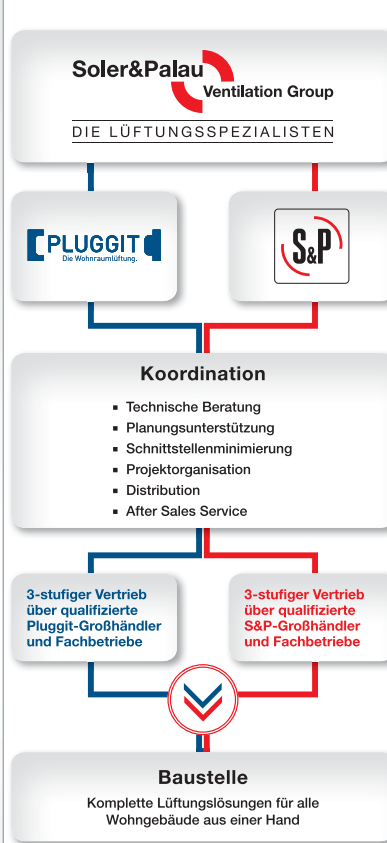 Soler&Palau
Ventilation Group
DIE LÜFTUNGSSPEZIALISTEN
PLUGGIT
Die Wohnraumlüftung.
S&P
Koordination
▪ Technische Beratung
▪ Planungsunterstützung
▪ Schnittstellenminimierung
▪ Projektorganisation
▪ Distribution
▪ After Sales Service
3-stufiger Vertrieb
über qualifizierte
Pluggit-Großhändler
und Fachbetriebe
3-stufiger Vertrieb
über qualifizierte
S&P-Großhändler
und Fachbetriebe
Baustelle
Komplette Lüftungslösungen für alle
Wohngebäude aus einer Hand